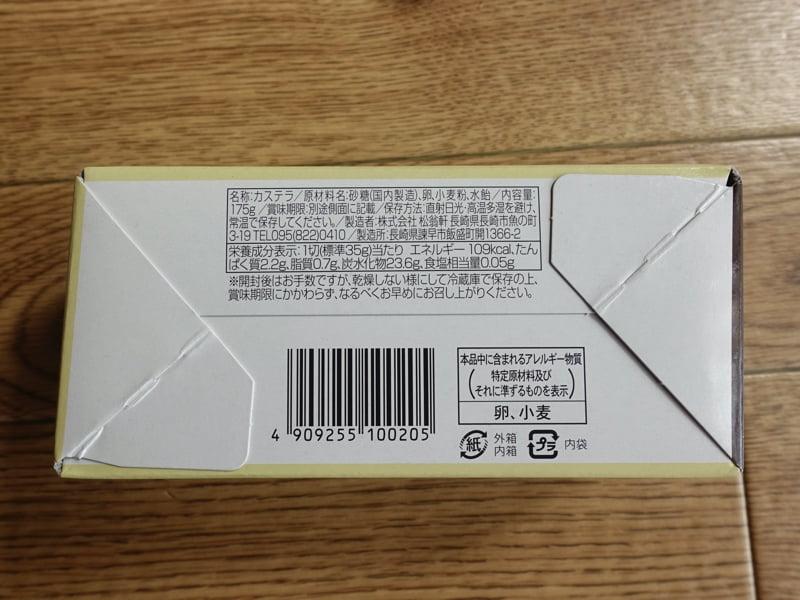 名称:カステラ/原材料名:砂糖(国内製造)、卵、小麦粉、水飴/内容量:
175g/賞味期限:別途側面に記載/保存方法:直射日光・高温多湿を避け、
常温で保存してください。/製造者:株式会社 松翁軒 長崎県長崎市魚の町
3-19 TEL095(822)0410/製造所:長崎県諫早市飯盛町開1366-2
栄養成分表示:1切(標準35g)当たり エネルギー109kcal、たん
ぱく質2.2g、脂質0.7g、炭水化物23.6g、食塩相当量0.05g
※開封後はお手数ですが、乾燥しない様にして冷蔵庫で保存の上、
賞味期限にかかわらず、なるべくお早めにお召し上がりください。
4 909255 100205
本品中に含まれるアレルギー物質
(特定原材料及び
それに準ずるものを表示)
卵、小麦
紙 外箱
内箱
プラ 内袋